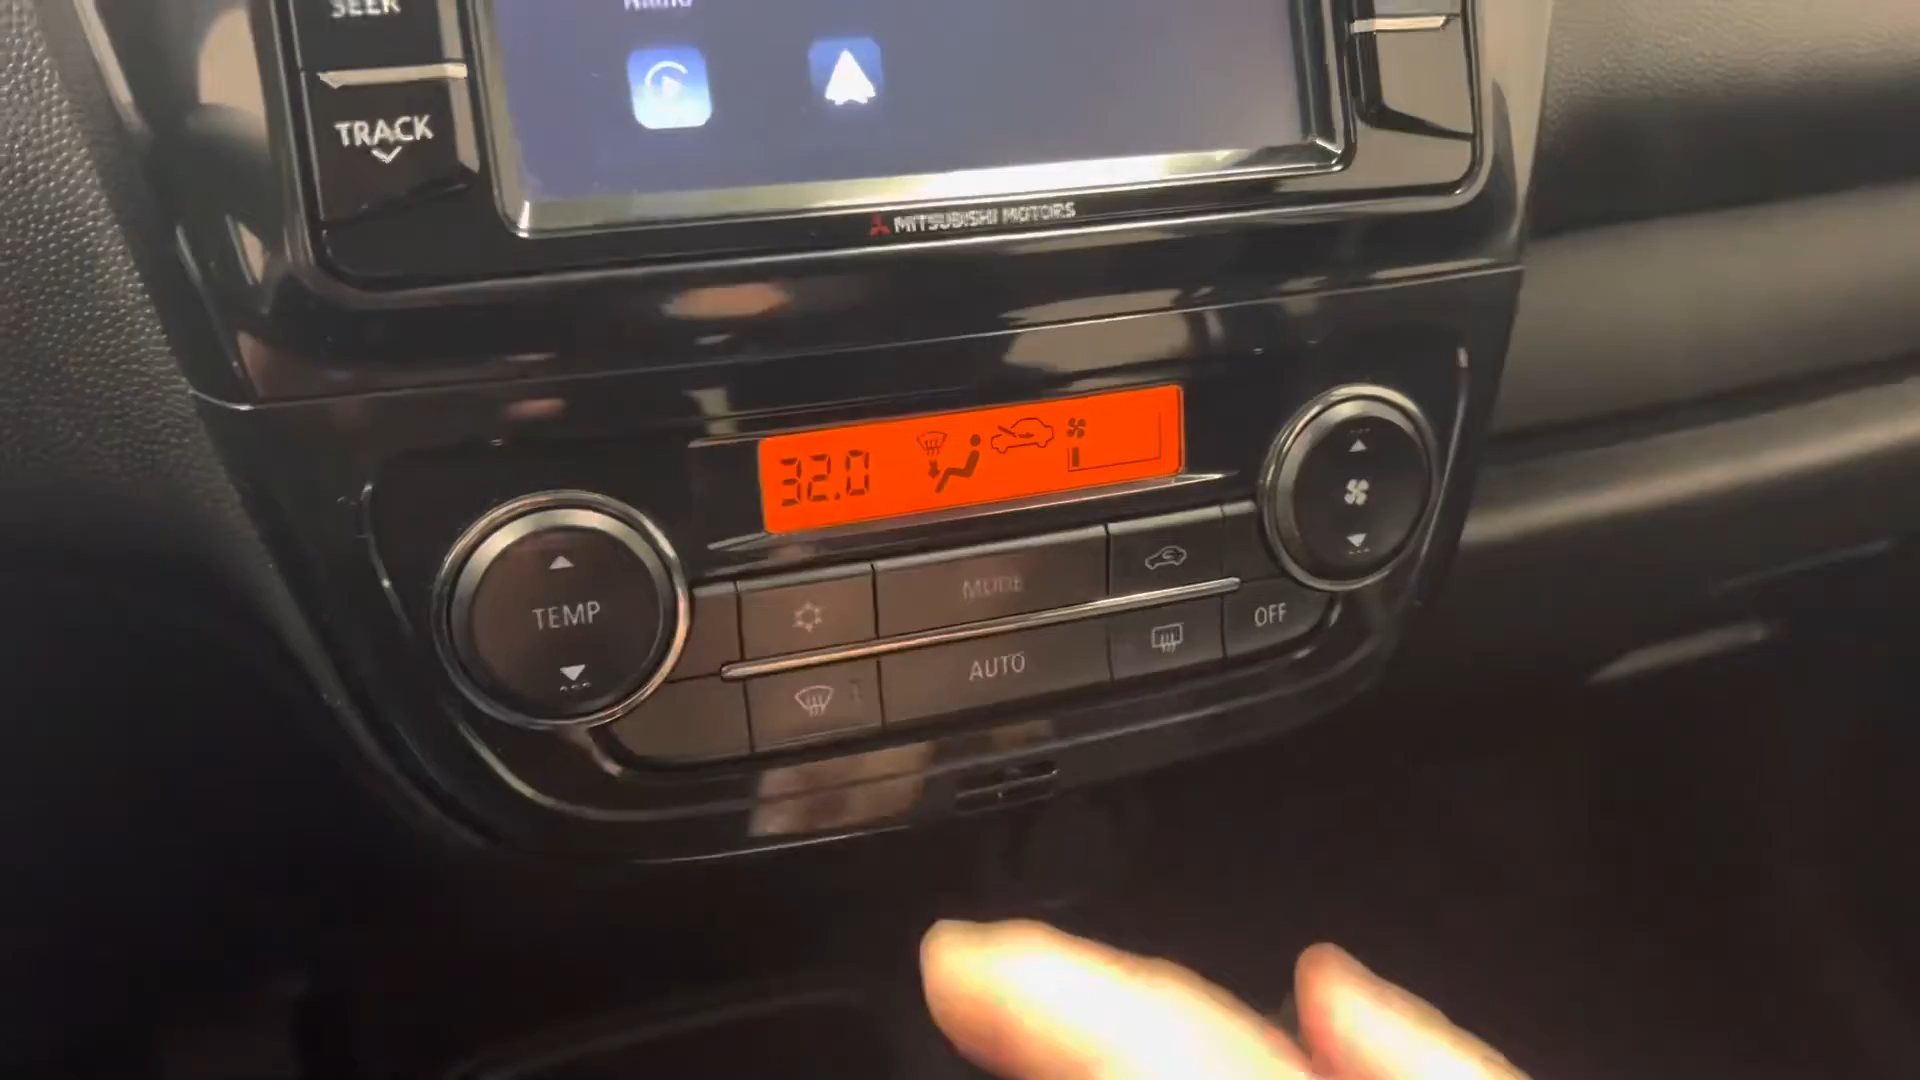 SEEK
TRACK
MITSUBISHI MOTORS
32.0
TEMP
MODE
OFF
AUTO